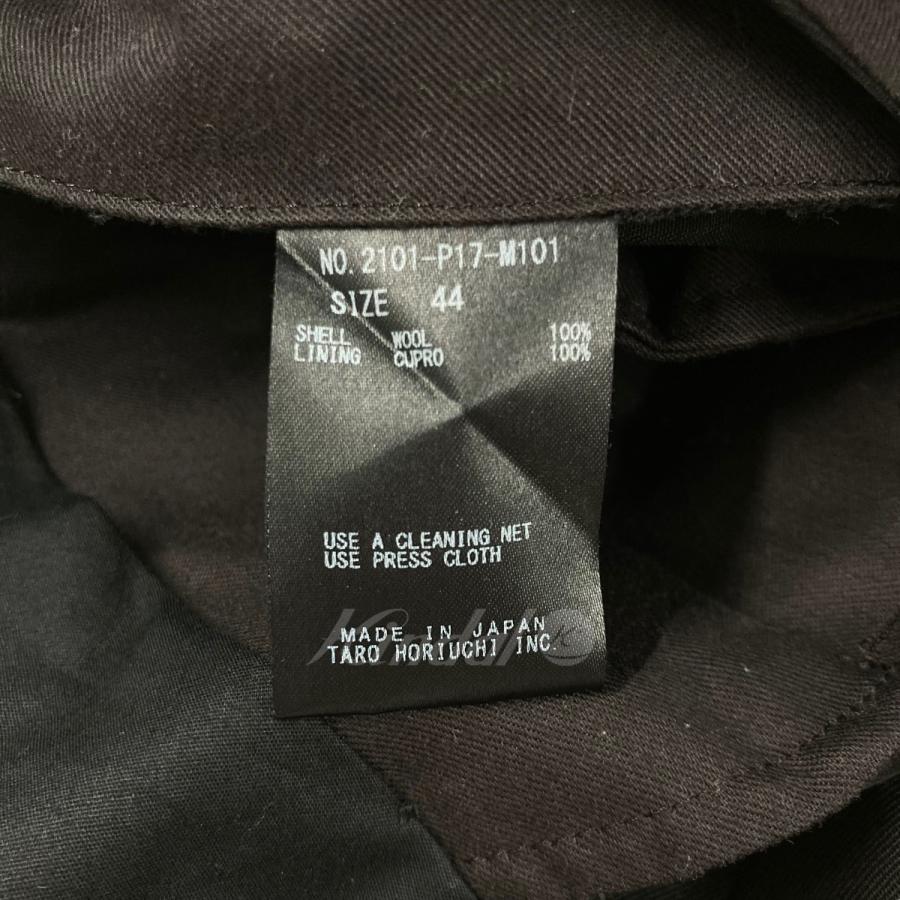 NO. 2101-P17-M101
SIZE 44
SHELL WOOL 100%
LINING CUPRO 100%
USE A CLEANING NET
USE PRESS CLOTH
MADE IN JAPAN
TARO HORIUCHI INC.
Kindal K